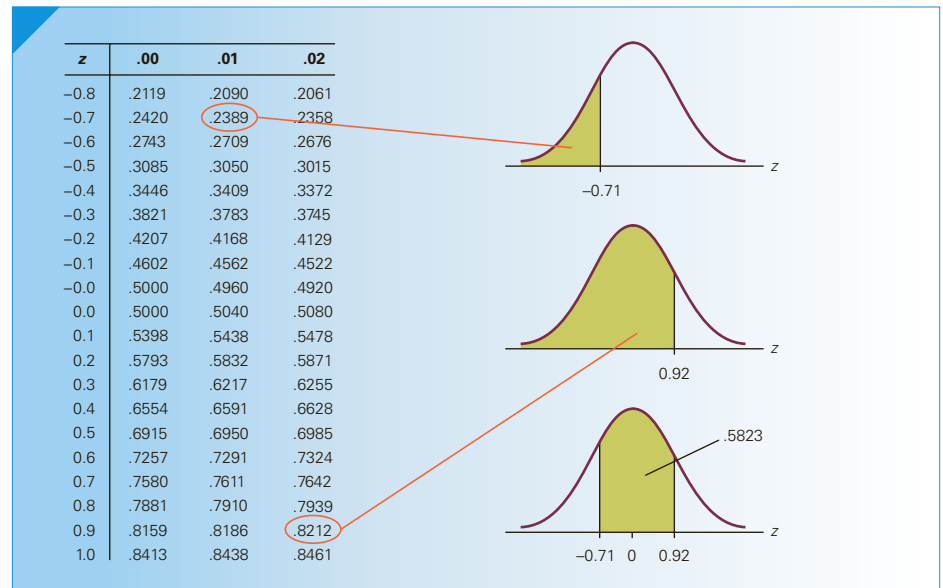 z .00 .01 .02
–0.8 .2119 .2090 .2061
–0.7 .2420 .2389 .2358
–0.6 .2743 .2709 .2676
–0.5 .3085 .3050 .3015
–0.4 .3446 .3409 .3372
–0.3 .3821 .3783 .3745
–0.2 .4207 .4168 .4129
–0.1 .4602 .4562 .4522
–0.0 .5000 .4960 .4920
0.0 .5000 .5040 .5080
0.1 .5398 .5438 .5478
0.2 .5793 .5832 .5871
0.3 .6179 .6217 .6255
0.4 .6554 .6591 .6628
0.5 .6915 .6950 .6985
0.6 .7257 .7291 .7324
0.7 .7580 .7611 .7642
0.8 .7881 .7910 .7939
0.9 .8159 .8186 .8212
1.0 .8413 .8438 .8461
z
–0.71
z
0.92
.5823
z
–0.71 0 0.92